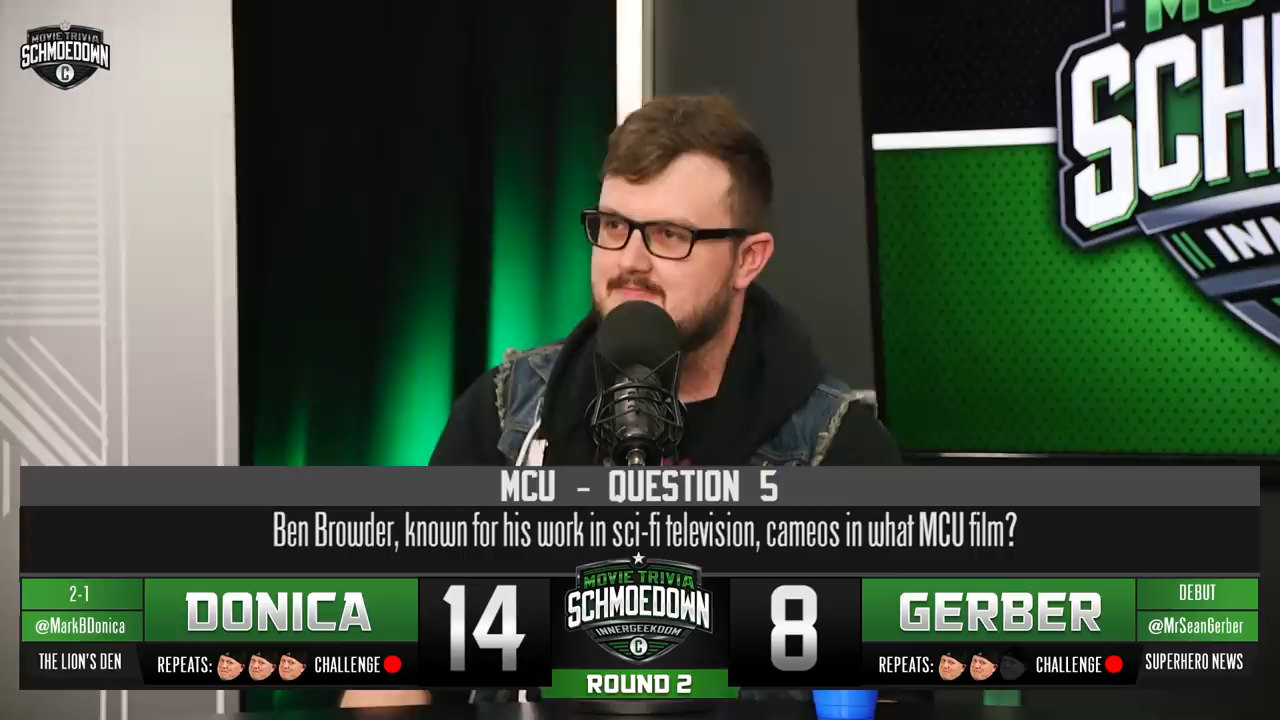 MOVIE TRIVIA
SCHMOEDOWN
C
SCH
INN
MCU - QUESTION 5
Ben Browder, known for his work in sci-fi television, cameos in what MCU film?
2-1
@MarkBDonica
THE LION'S DEN
DONICA
REPEATS:
CHALLENGE
14
MOVIE TRIVIA
SCHMOEDOWN
INNERGEEKDOM
C
ROUND 2
8
GERBER
REPEATS:
CHALLENGE
DEBUT
@MrSeanGerber
SUPERHERO NEWS